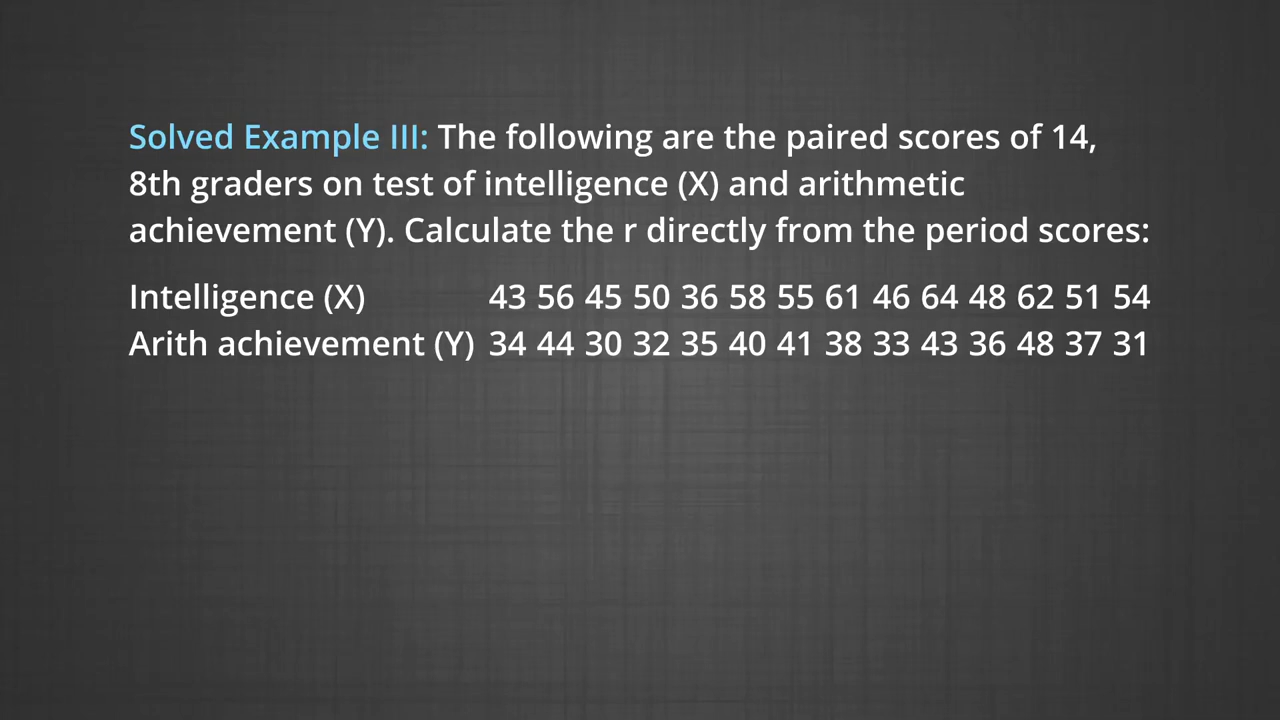 Solved Example III: The following are the paired scores of 14,
8th graders on test of intelligence (X) and arithmetic
achievement (Y). Calculate the r directly from the period scores:
Intelligence (X) 43 56 45 50 36 58 55 61 46 64 48 62 51 54
Arith achievement (Y) 34 44 30 32 35 40 41 38 33 43 36 48 37 31